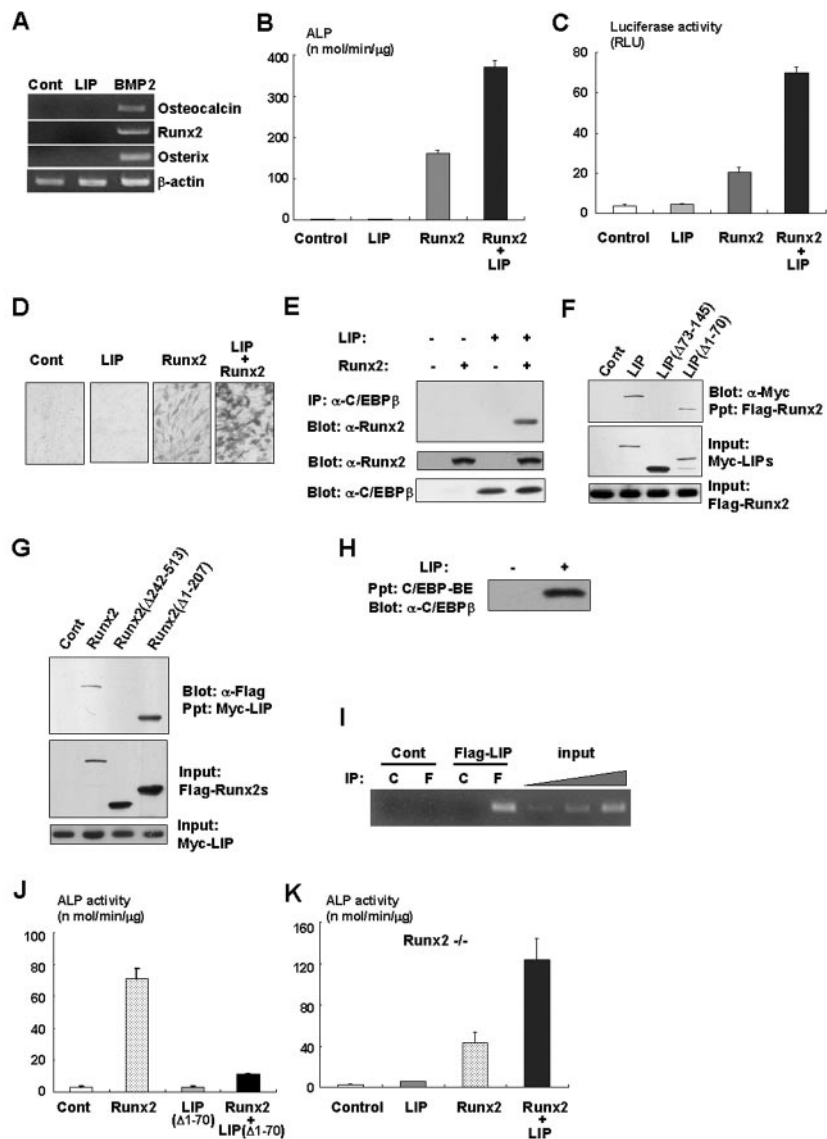 A
Cont LIP BMP2
Osteocalcin
Runx2
Osterix
β-actin
B
ALP
(n mol/min/μg)
400
300
200
100
0
Control LIP Runx2 Runx2
+
LIP
C
Luciferase activity
(RLU)
80
60
40
20
0
Control LIP Runx2 Runx2
+
LIP
D
Cont LIP Runx2 LIP
+
Runx2
E
LIP: - - + +
Runx2: - + - +
IP: α-C/EBPβ
Blot: α-Runx2
Blot: α-Runx2
Blot: α-C/EBPβ
F
Cont LIP LIP(Δ73-145) LIP(Δ1-70)
Blot: α-Myc
Ppt: Flag-Runx2
Input:
Myc-LIPs
Input:
Flag-Runx2
G
Cont Runx2 Runx2(Δ242-513) Runx2(Δ1-207)
Blot: α-Flag
Ppt: Myc-LIP
Input:
Flag-Runx2s
Input:
Myc-LIP
H
LIP: - +
Ppt: C/EBP-BE
Blot: α-C/EBPβ
I
Cont Flag-LIP input
IP: C F C F
J
ALP activity
(n mol/min/μg)
100
80
60
40
20
0
Cont Runx2 LIP
(Δ1-70) Runx2
+
LIP(Δ1-70)
K
ALP activity
(n mol/min/μg)
160
120
80
40
0
Runx2 -/-
Control LIP Runx2 Runx2
+
LIP